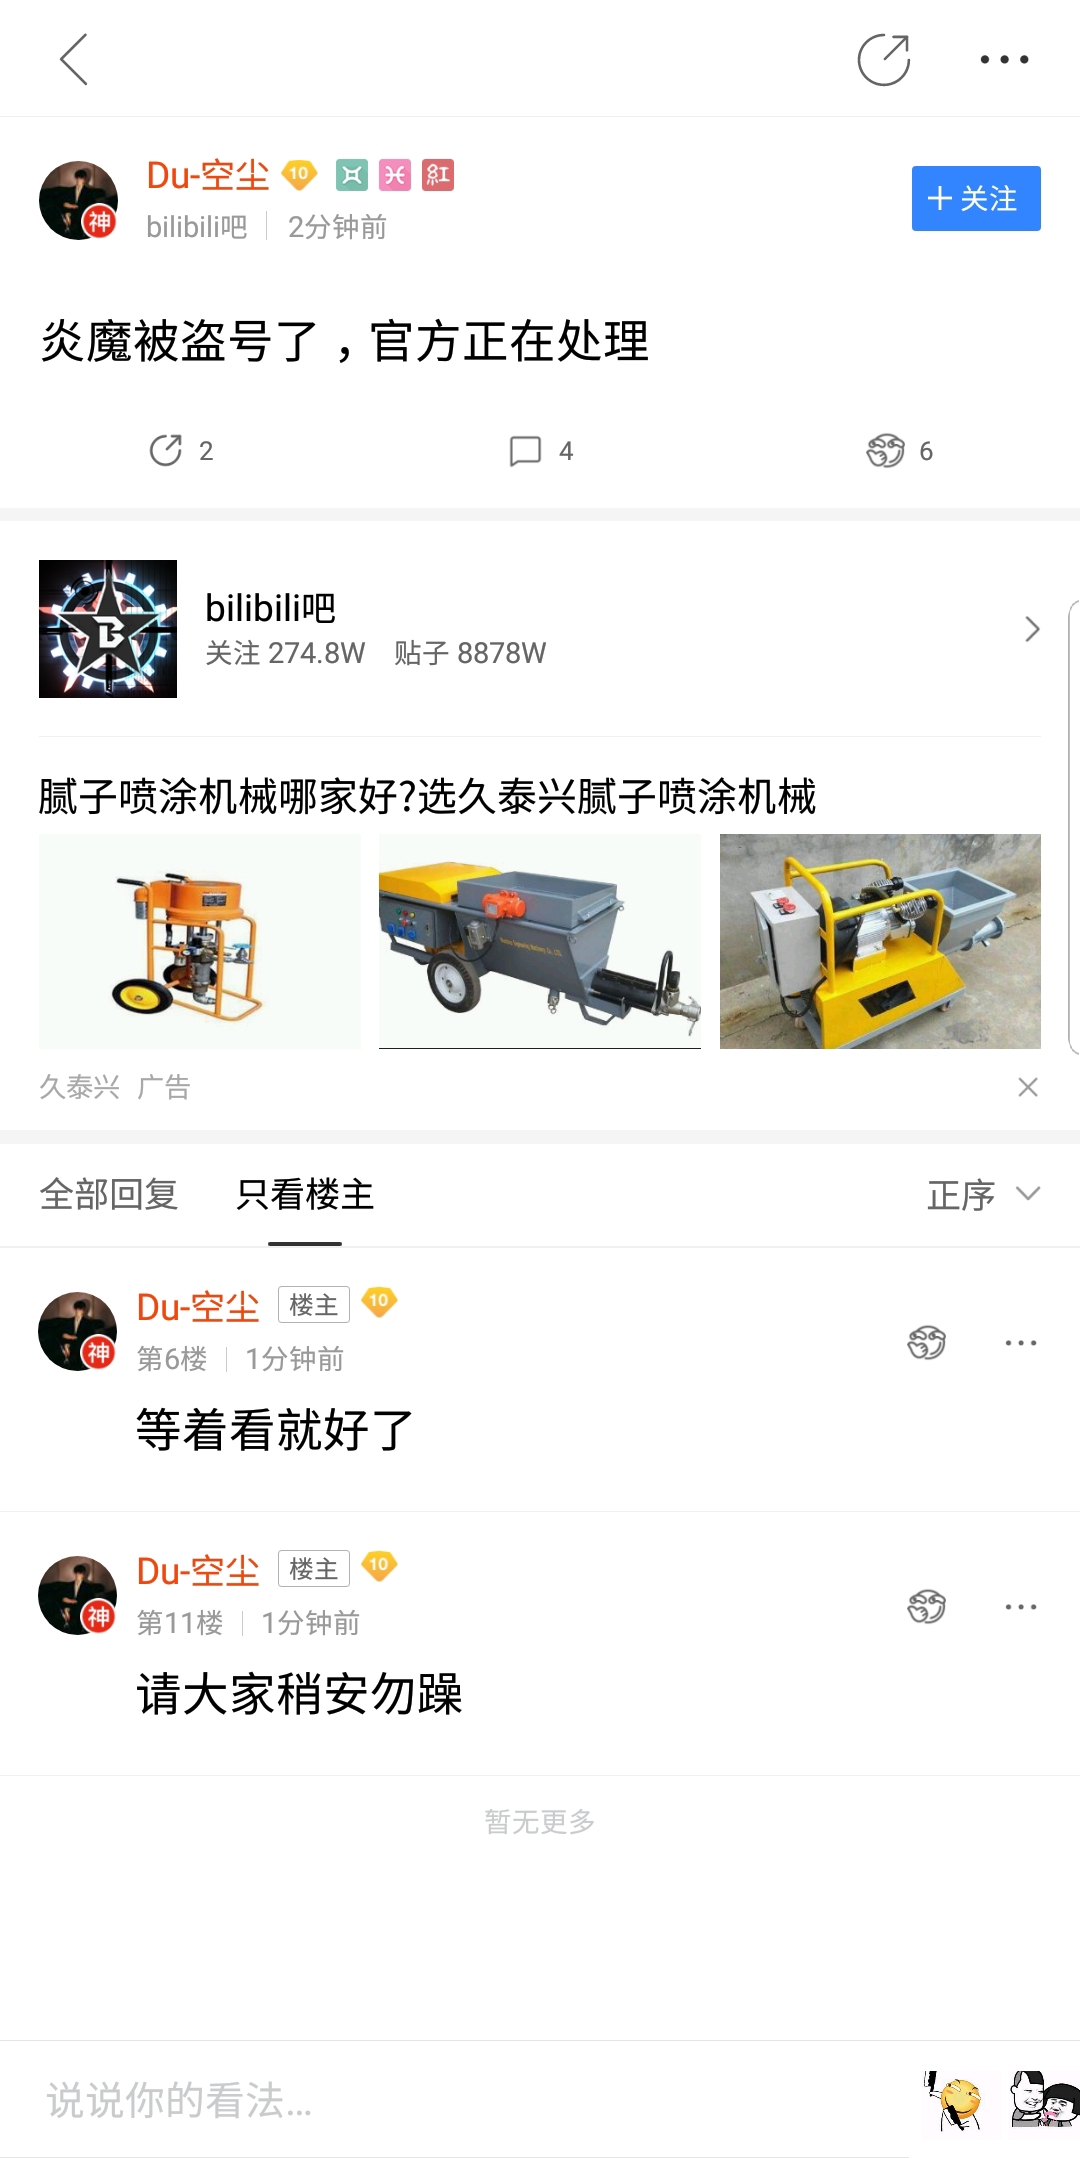 Du-空尘 10 紅
神
bilibili吧 2分钟前
+ 关注
炎魔被盗号了，官方正在处理
2 4 6
B
bilibili吧
关注 274.8W 贴子 8878W
腻子喷涂机械哪家好?选久泰兴腻子喷涂机械
久泰兴 广告
全部回复 只看楼主 正序
Du-空尘 楼主 10
神
第6楼 1分钟前
等着看就好了
Du-空尘 楼主 10
神
第11楼 1分钟前
请大家稍安勿躁
暂无更多
说说你的看法...